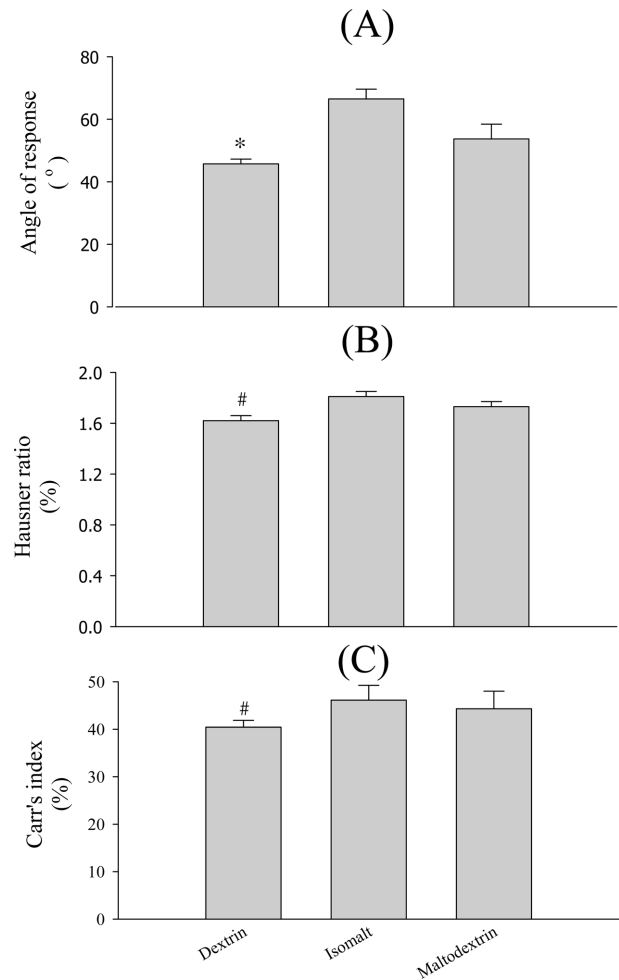 (A)
Angle of response
( º )
80
60
40
20
0
*
(B)
Hausner ratio
(%)
2.0
1.6
1.2
0.8
0.4
0.0
#
(C)
Carr's index
(%)
50
40
30
20
10
0
#
Dextrin
Isomalt
Maltodextrin